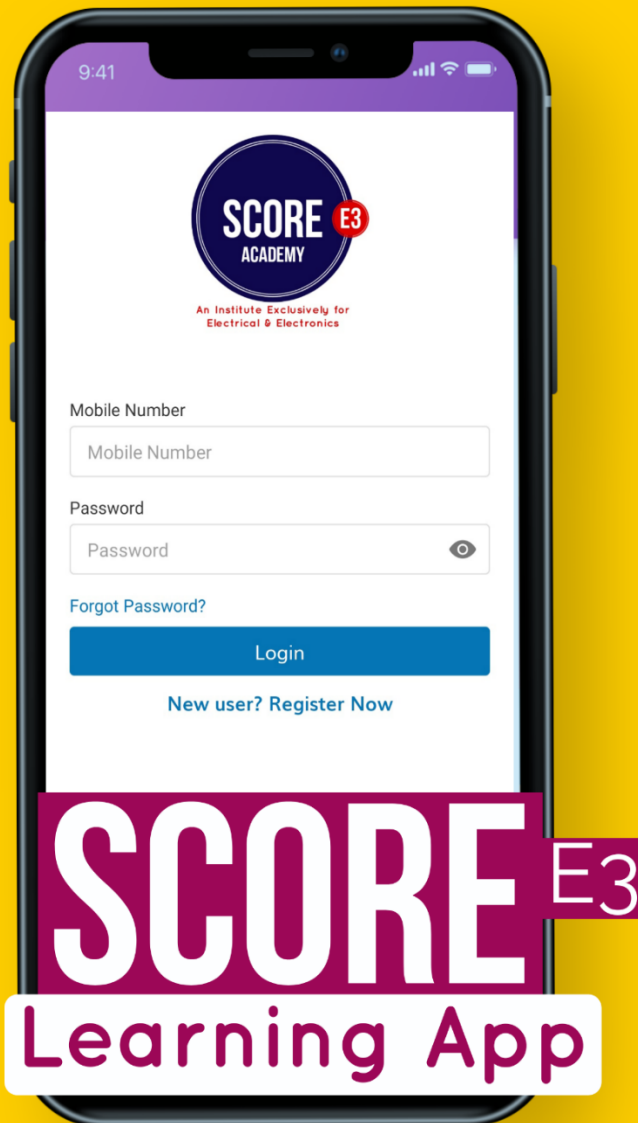 9:41
SCORE E3
ACADEMY
An Institute Exclusively for
Electrical & Electronics
Mobile Number
Mobile Number
Password
Password
Forgot Password?
Login
New user? Register Now
SCORE E3
Learning App